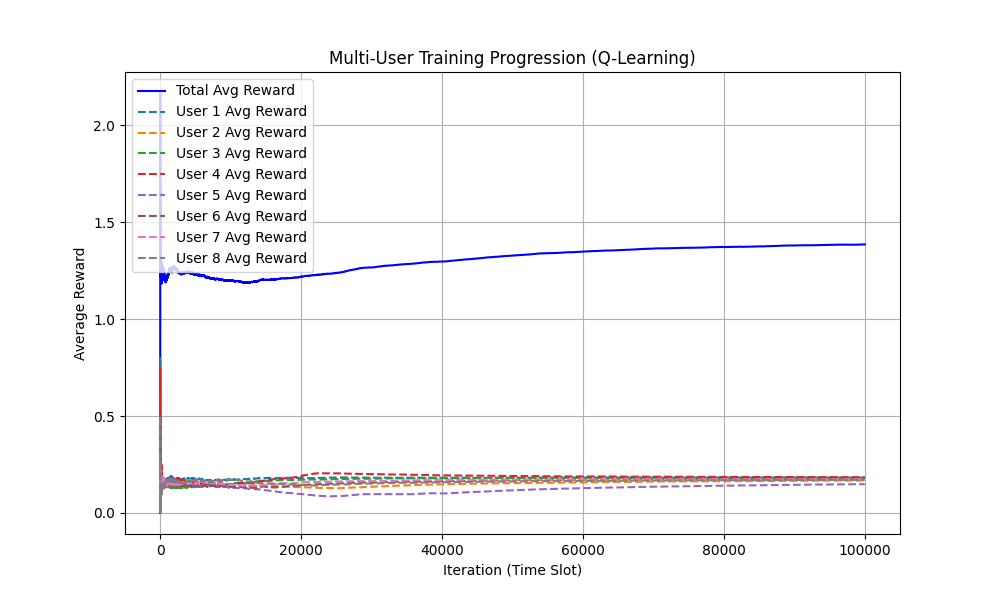 Multi-User Training Progression (Q-Learning)
Total Avg Reward
User 1 Avg Reward
User 2 Avg Reward
User 3 Avg Reward
User 4 Avg Reward
User 5 Avg Reward
User 6 Avg Reward
User 7 Avg Reward
User 8 Avg Reward
2.0
1.5
1.0
0.5
0.0
Average Reward
0 20000 40000 60000 80000 100000
Iteration (Time Slot)